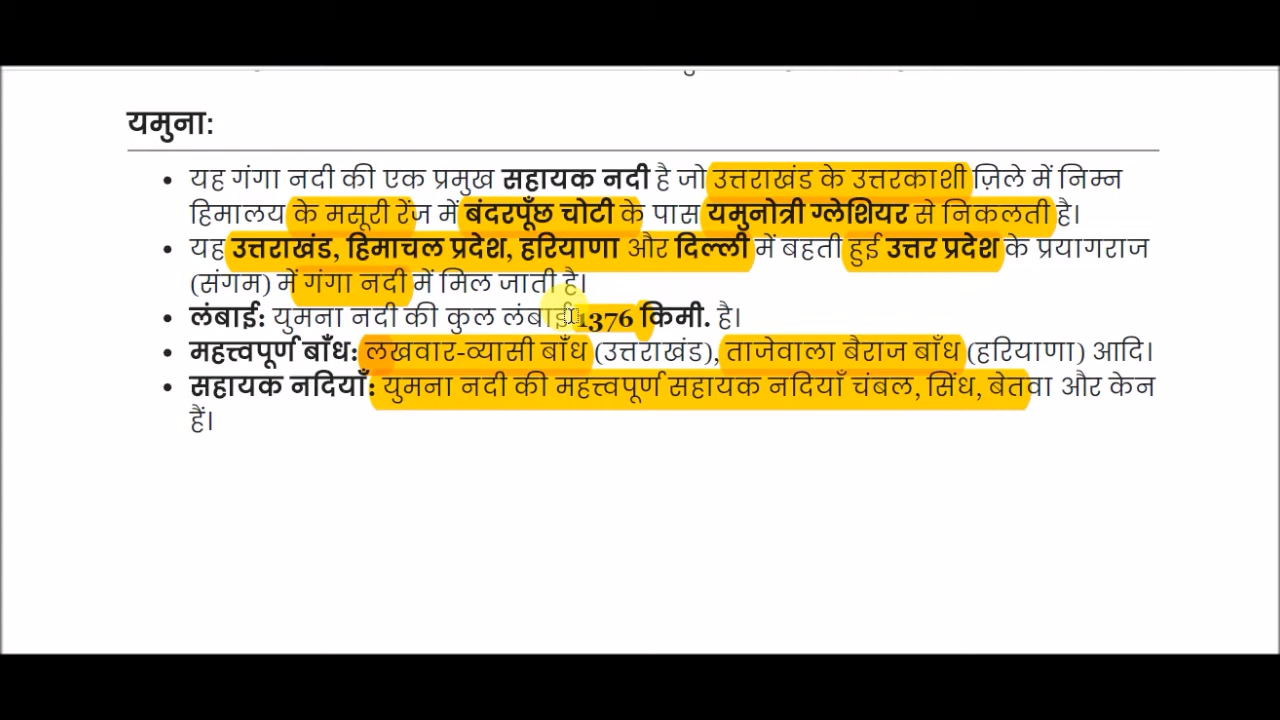 यमुना:
• यह गंगा नदी की एक प्रमुख सहायक नदी है जो उत्तराखंड के उत्तरकाशी ज़िले में निम्न
हिमालय के मसूरी रेंज में बंदरपूँछ चोटी के पास यमुनोत्री ग्लेशियर से निकलती है।
• यह उत्तराखंड, हिमाचल प्रदेश, हरियाणा और दिल्ली में बहती हुई उत्तर प्रदेश के प्रयागराज
(संगम) में गंगा नदी में मिल जाती है।
• लंबाई: युमना नदी की कुल लंबाई 1376 किमी. है।
• महत्त्वपूर्ण बाँध: लखवार-व्यासी बाँध (उत्तराखंड), ताजेवाला बैराज बाँध (हरियाणा) आदि।
• सहायक नदियाँ: युमना नदी की महत्त्वपूर्ण सहायक नदियाँ चंबल, सिंध, बेतवा और केन
हैं।